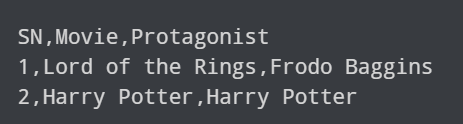 SN,Movie,Protagonist
1,Lord of the Rings,Frodo Baggins
2,Harry Potter,Harry Potter